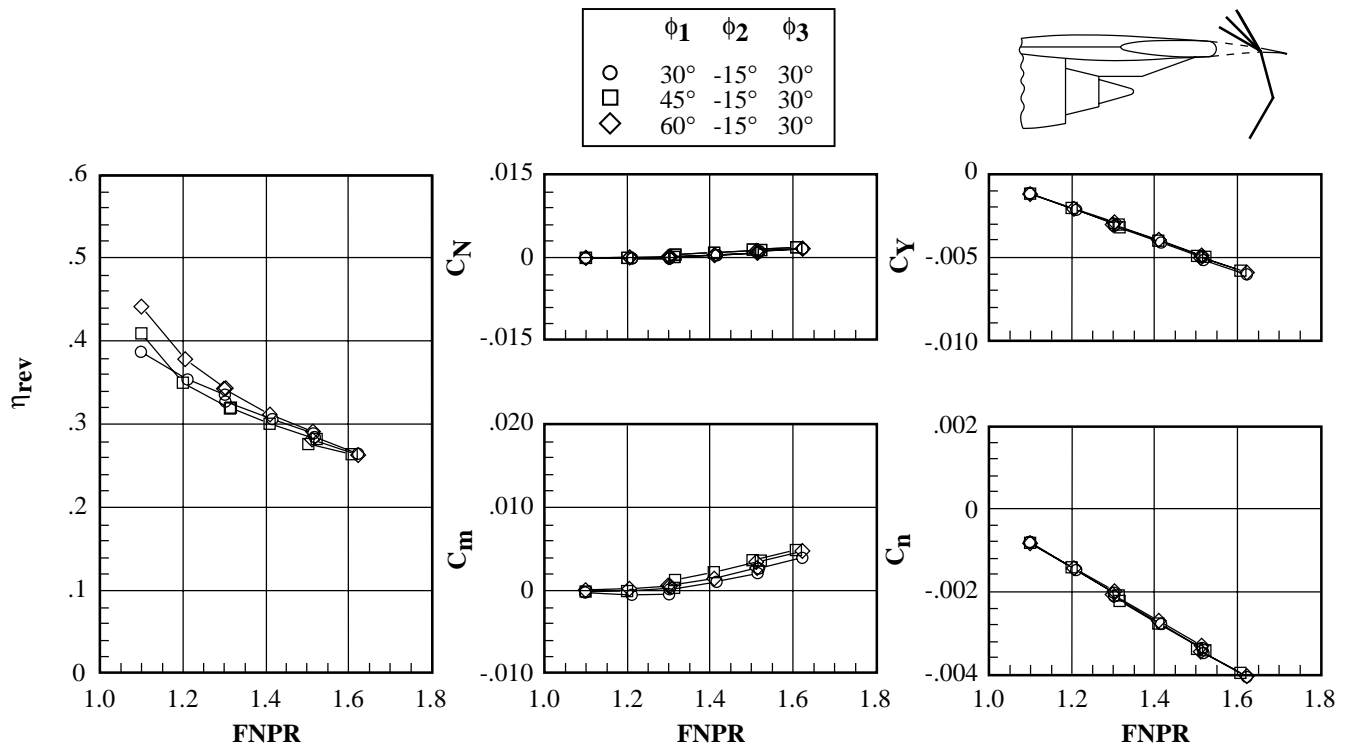 ϕ1 ϕ2 ϕ3
30° -15° 30°
45° -15° 30°
60° -15° 30°
.6
.5
.4
.3
.2
.1
0
ηrev
1.0 1.2 1.4 1.6 1.8
FNPR
.015
0
-.015
CN
.020
.010
0
-.010
Cm
1.0 1.2 1.4 1.6 1.8
FNPR
0
-.005
-.010
CY
.002
0
-.002
-.004
Cn
1.0 1.2 1.4 1.6 1.8
FNPR